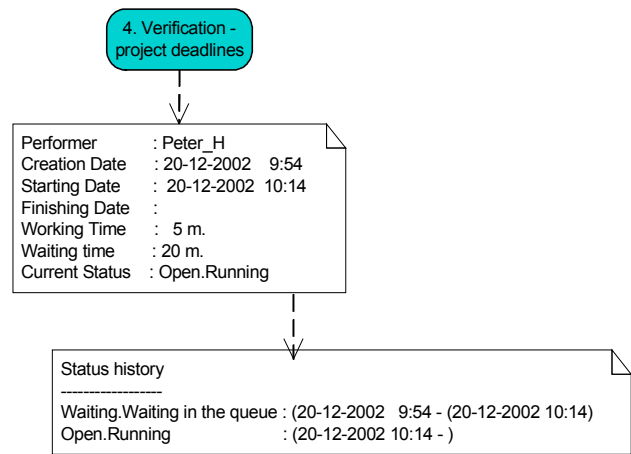 4. Verification -
project deadlines
Performer : Peter_H
Creation Date : 20-12-2002 9:54
Starting Date : 20-12-2002 10:14
Finishing Date :
Working Time : 5 m.
Waiting time : 20 m.
Current Status : Open.Running
Status history
------------------
Waiting.Waiting in the queue : (20-12-2002 9:54 - (20-12-2002 10:14)
Open.Running : (20-12-2002 10:14 - )